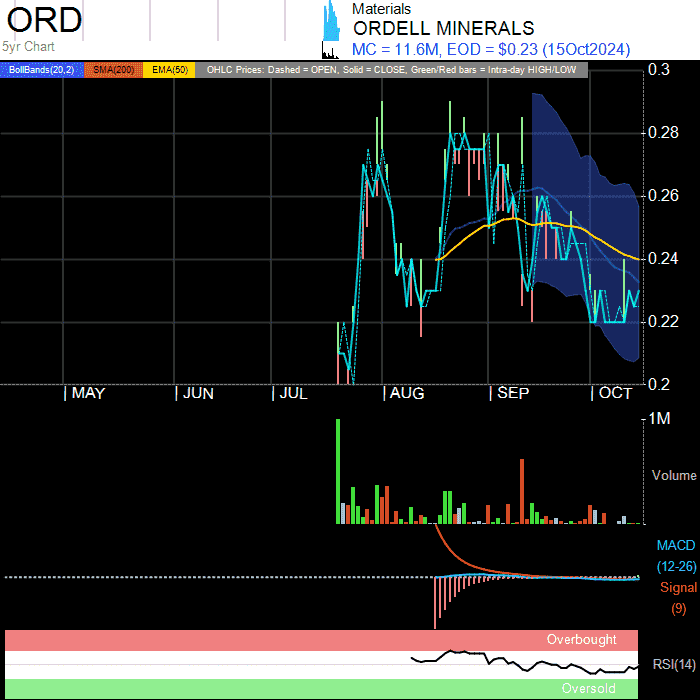 ORD
5yr Chart
Materials
ORDELL MINERALS
MC = 11.6M, EOD = $0.23 (15Oct2024)
BollBands(20,2) SMA(200) EMA(50) OHLC Prices: Dashed = OPEN, Solid = CLOSE, Green/Red bars = Intra-day HIGH/LOW
0.3
0.28
0.26
0.24
0.22
0.2
MAY JUN JUL AUG SEP OCT
1M
Volume
MACD
(12-26)
Signal
(9)
Overbought
RSI(14)
Oversold